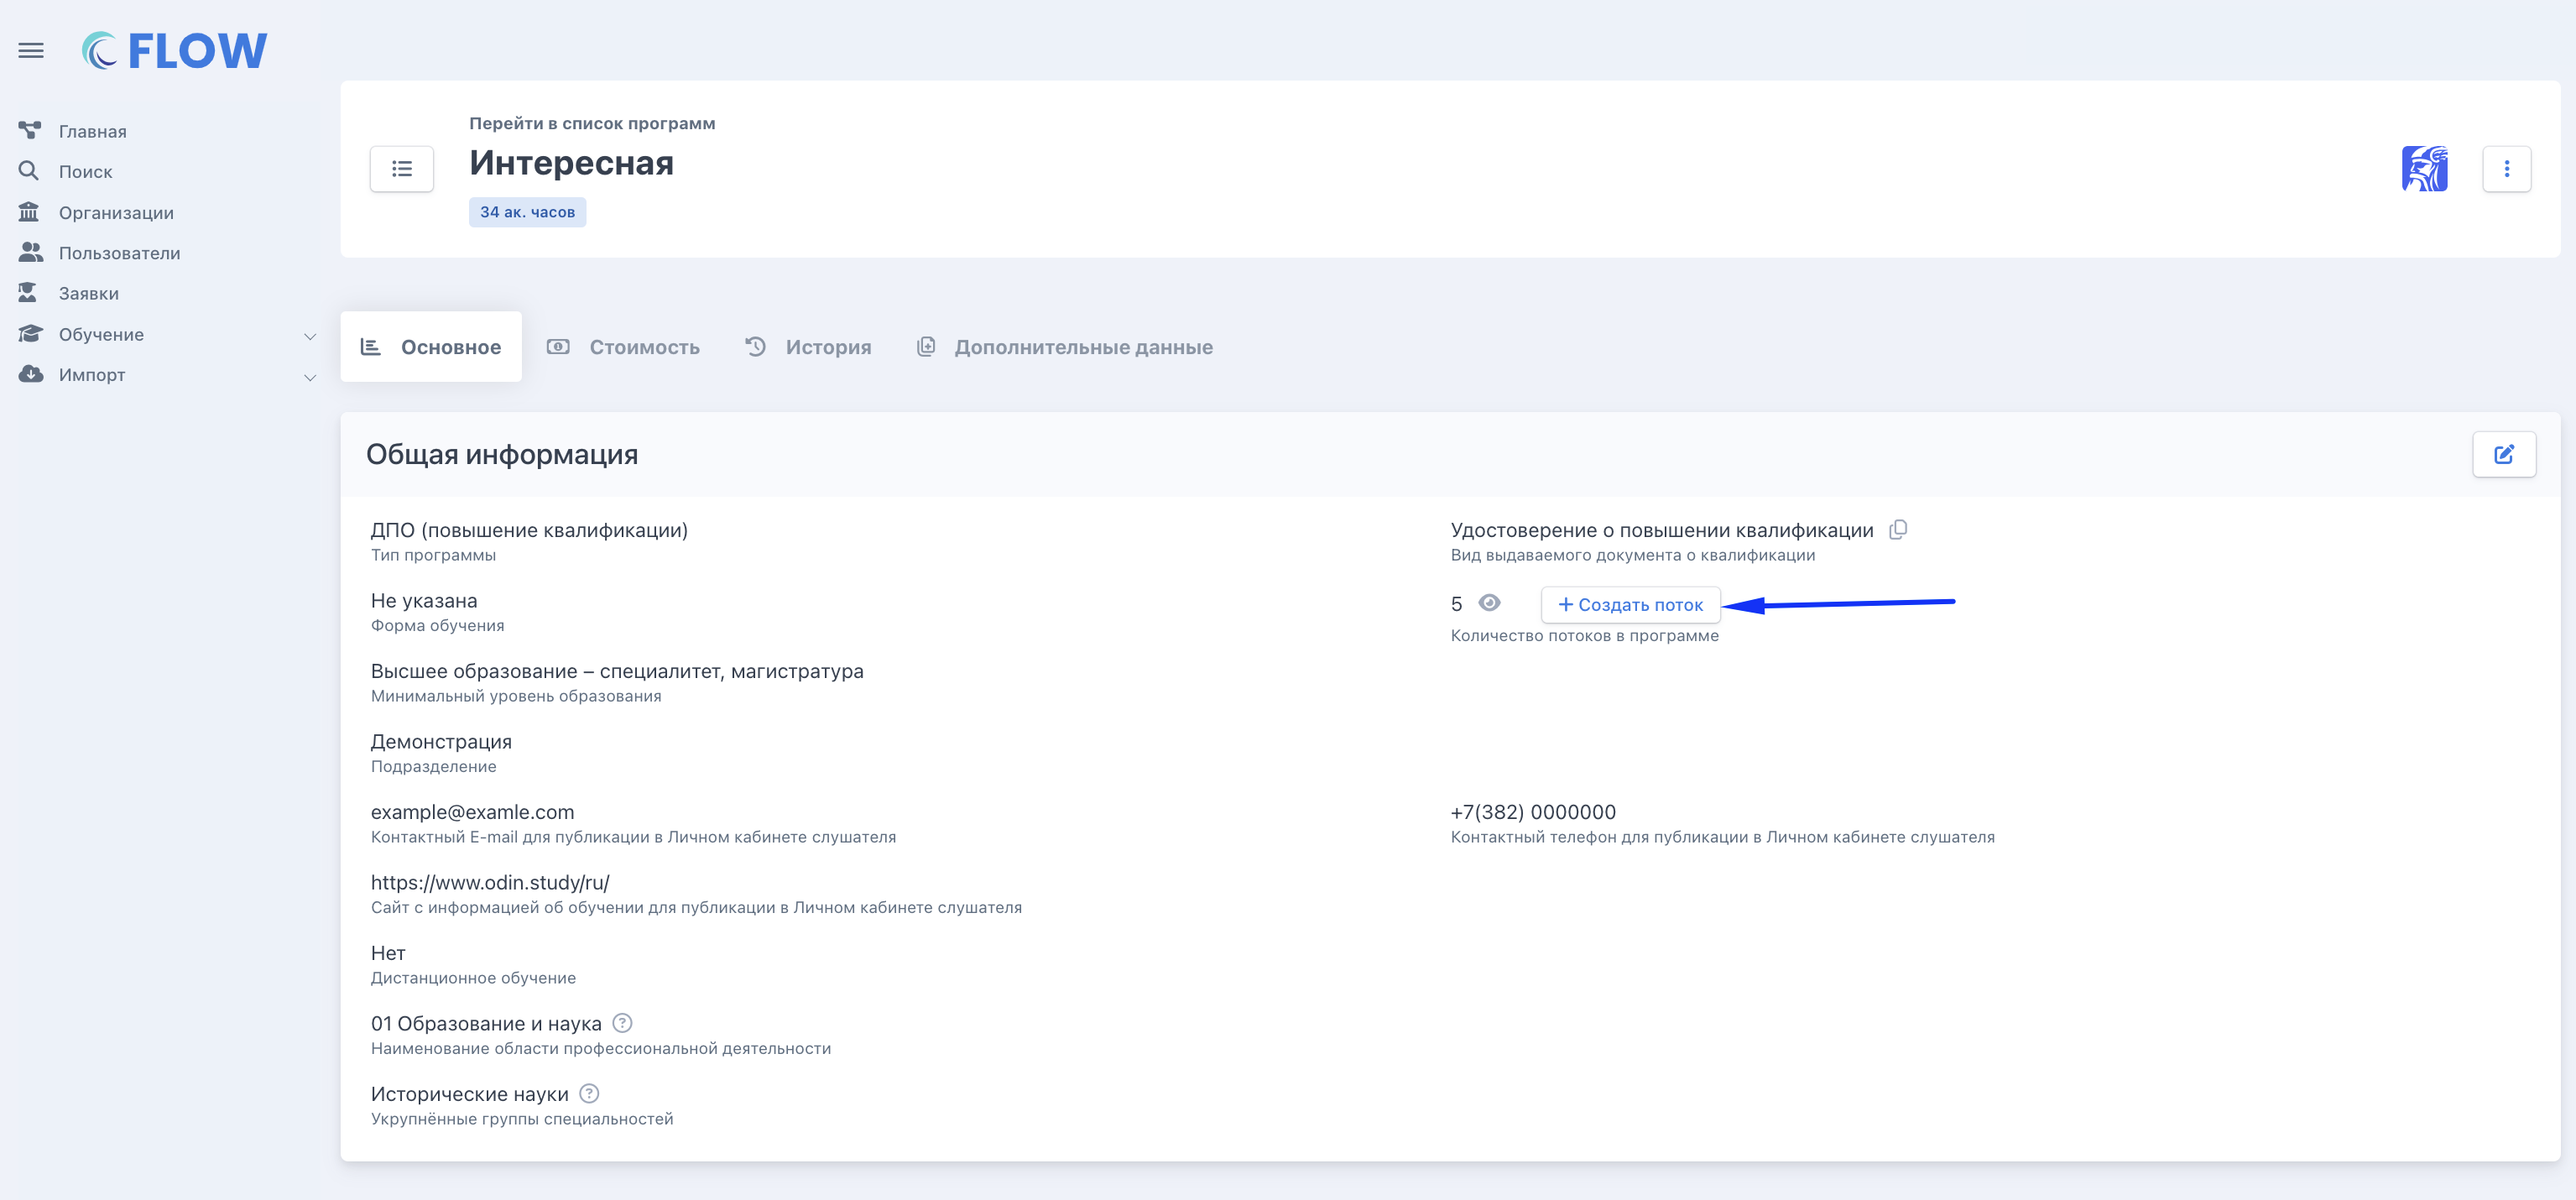 FLOW
Главная
Поиск
Организации
Пользователи
Заявки
Обучение
Импорт
Перейти в список программ
Интересная
34 ак. часов
Основное
Стоимость
История
Дополнительные данные
Общая информация
ДПО (повышение квалификации)
Тип программы
Удостоверение о повышении квалификации
Вид выдаваемого документа о квалификации
Не указана
Форма обучения
5
+ Создать поток
Количество потоков в программе
Высшее образование – специалитет, магистратура
Минимальный уровень образования
Демонстрация
Подразделение
example@examle.com
Контактный E-mail для публикации в Личном кабинете слушателя
+7(382) 0000000
Контактный телефон для публикации в Личном кабинете слушателя
https://www.odin.study/ru/
Сайт с информацией об обучении для публикации в Личном кабинете слушателя
Нет
Дистанционное обучение
01 Образование и наука
Наименование области профессиональной деятельности
Исторические науки
Укрупнённые группы специальностей